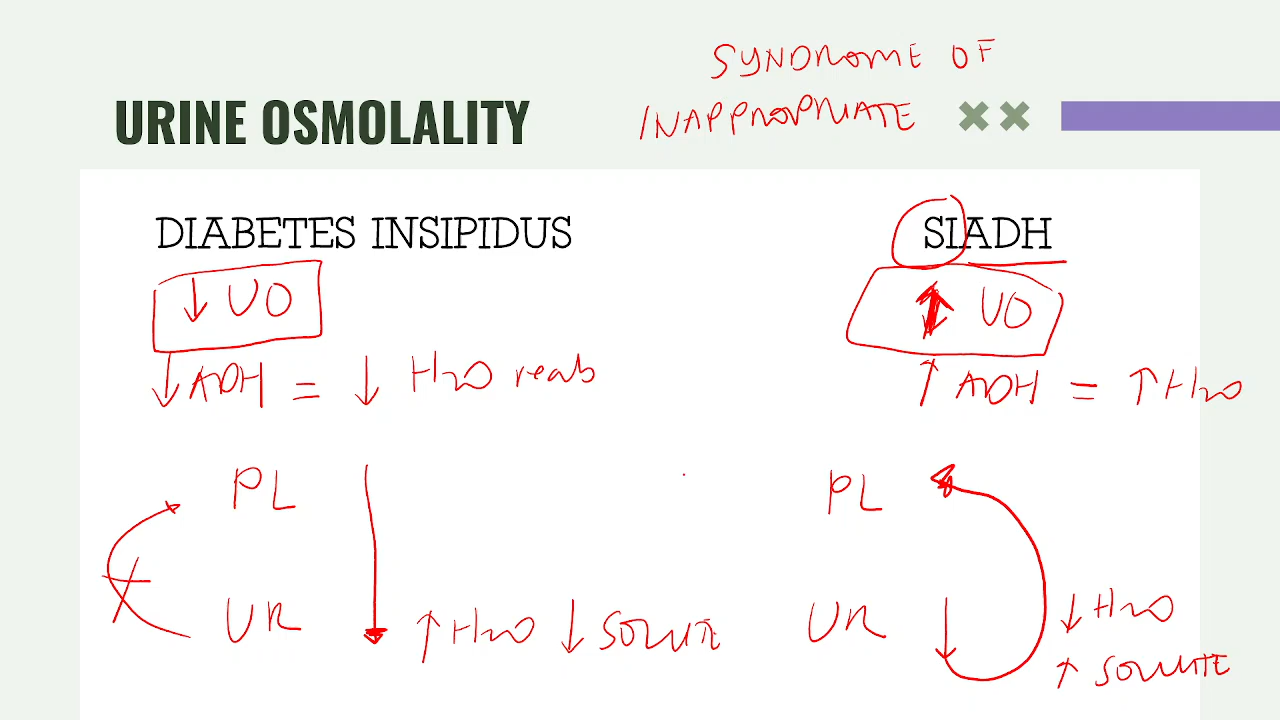 SYNDROME OF
INAPPROPRIATE
URINE OSMOLALITY
DIABETES INSIPIDUS
↓ UO
↓ ADH = ↓ H2O reab
PL
UR ↑ H2O ↓ SOLUTE
SIADH
↑ UO
↑ ADH = ↑ H2O
PL
UR ↓ H2O
↑ SOLUTE